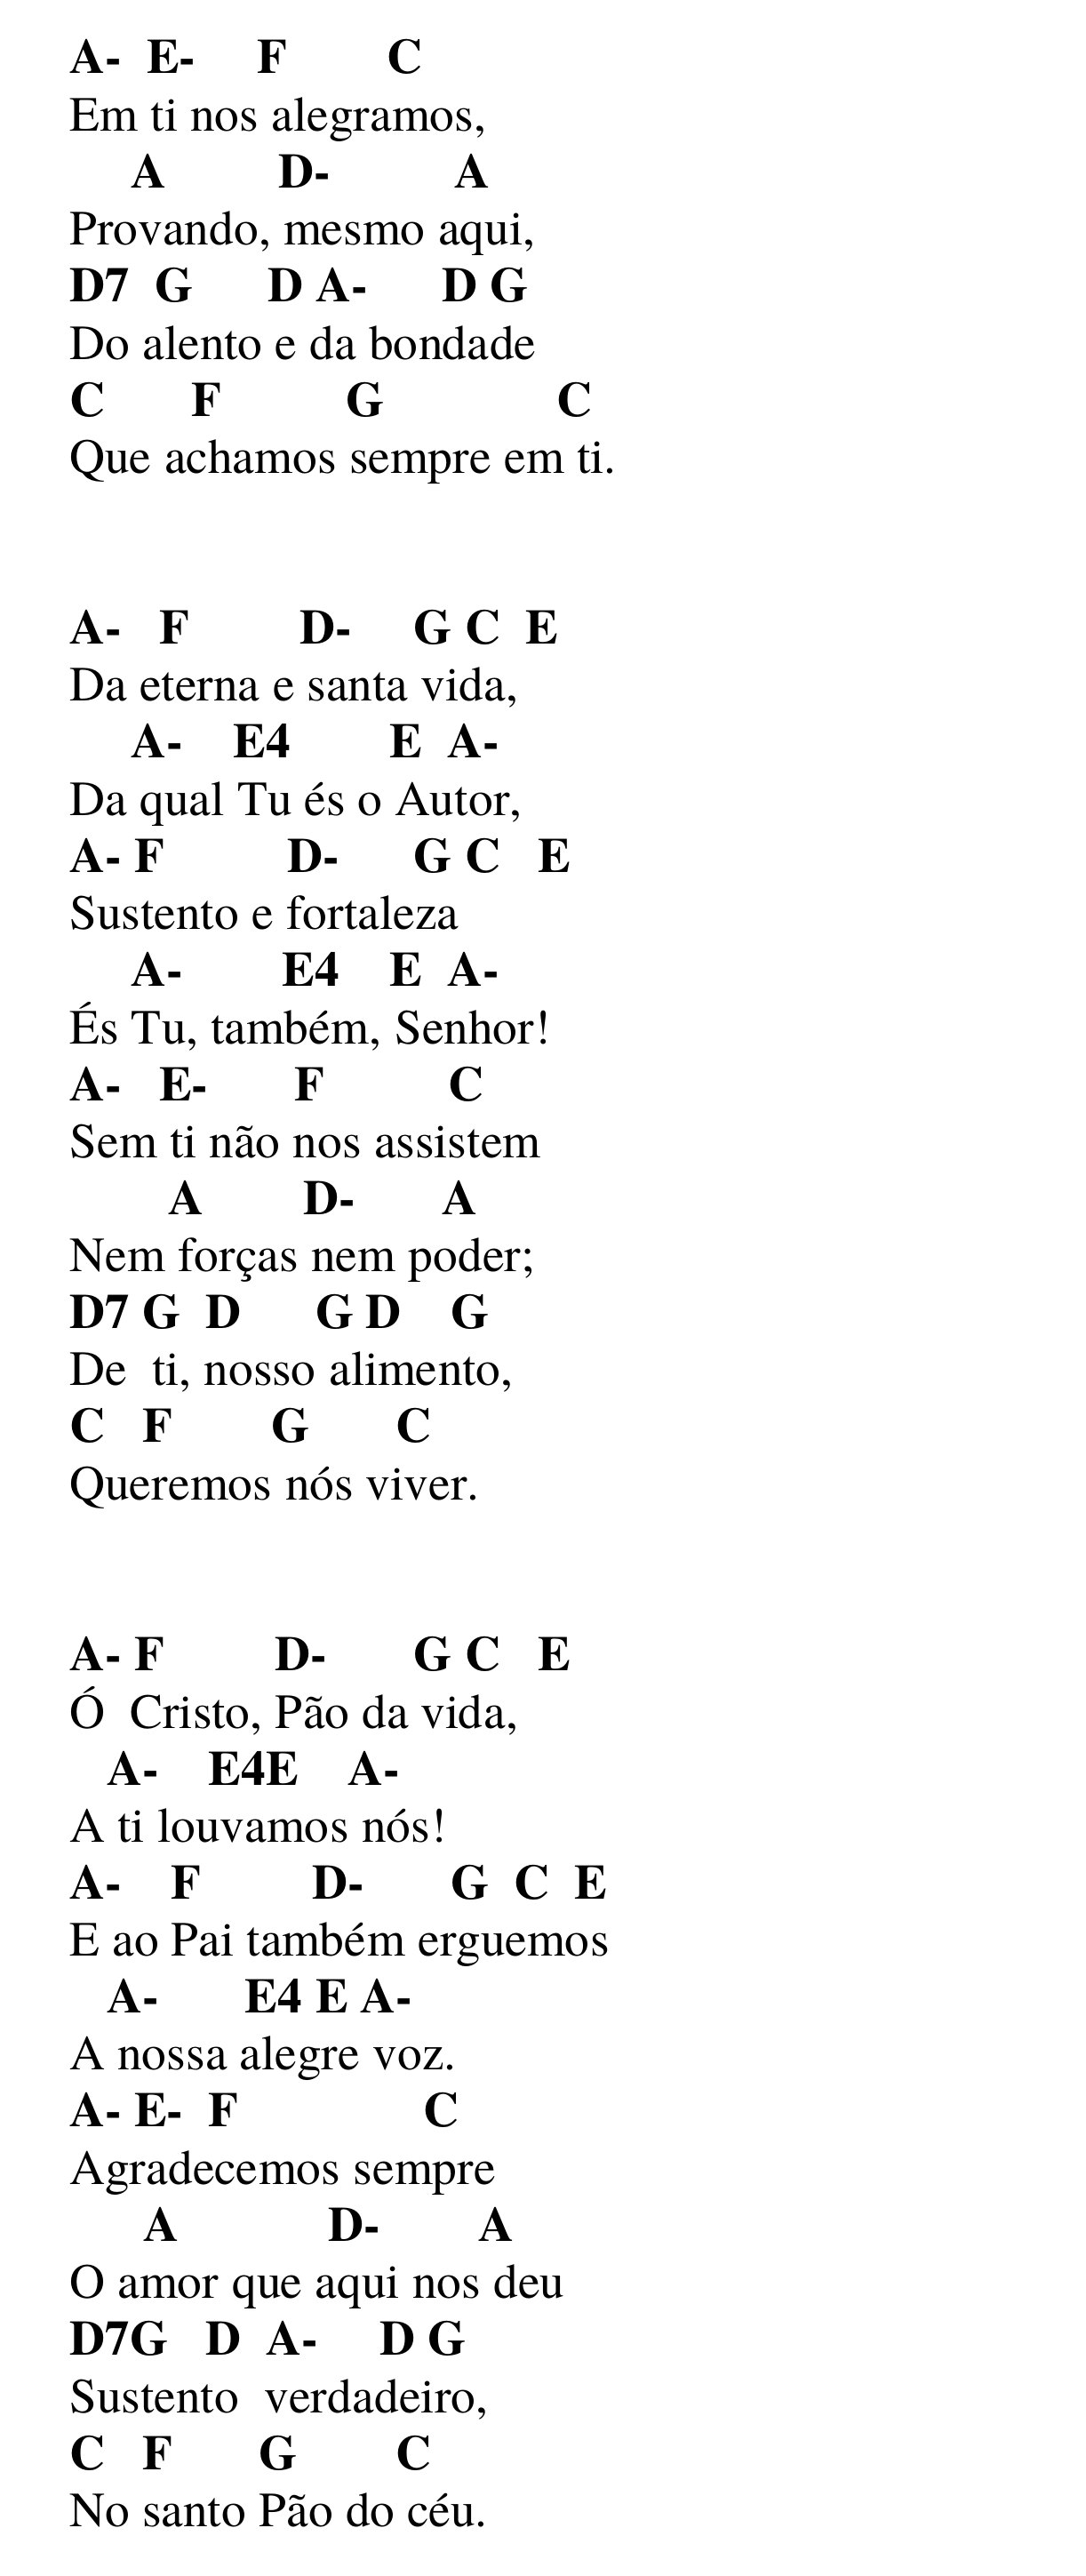 A-  E-     F        C
Em ti nos alegramos,
     A         D-          A
Provando, mesmo aqui,
D7  G      D A-      D G
Do alento e da bondade
C       F          G              C
Que achamos sempre em ti.
A-   F         D-     G C  E
Da eterna e santa vida,
     A-    E4        E  A-
Da qual Tu és o Autor,
A- F          D-      G C   E
Sustento e fortaleza
     A-        E4    E  A-
És Tu, também, Senhor!
A-   E-       F          C
Sem ti não nos assistem
        A        D-       A
Nem forças nem poder;
D7 G  D      G D    G
De  ti, nosso alimento,
C   F        G       C
Queremos nós viver.
A- F         D-       G C   E
Ó  Cristo, Pão da vida,
   A-    E4E    A-
A ti louvamos nós!
A-    F         D-       G  C  E
E ao Pai também erguemos
   A-       E4 E A-
A nossa alegre voz.
A- E-  F               C
Agradecemos sempre
      A            D-        A
O amor que aqui nos deu
D7G   D  A-     D G
Sustento  verdadeiro,
C   F       G        C
No santo Pão do céu.